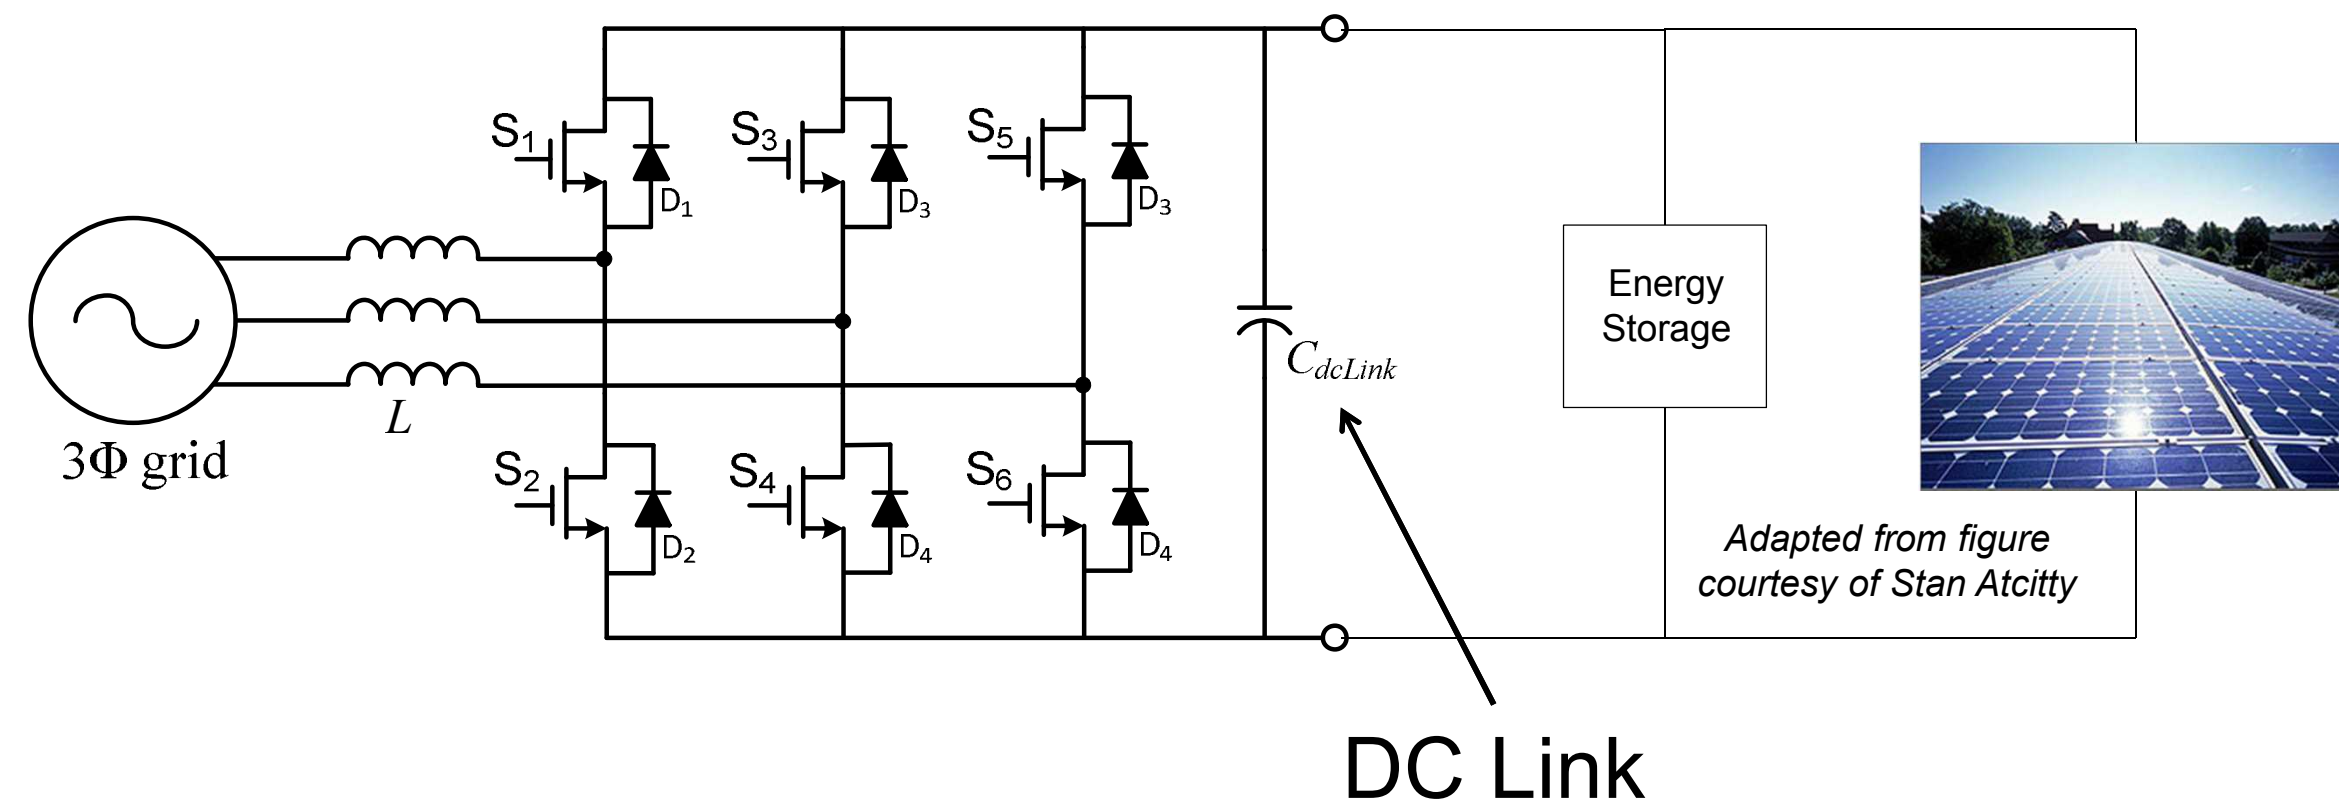 S1
S3
S5
D1
D3
D3
L
3Φ grid
S2
S4
S6
D2
D4
D4
CdcLink
Energy
Storage
Adapted from figure
courtesy of Stan Atcitty
DC Link